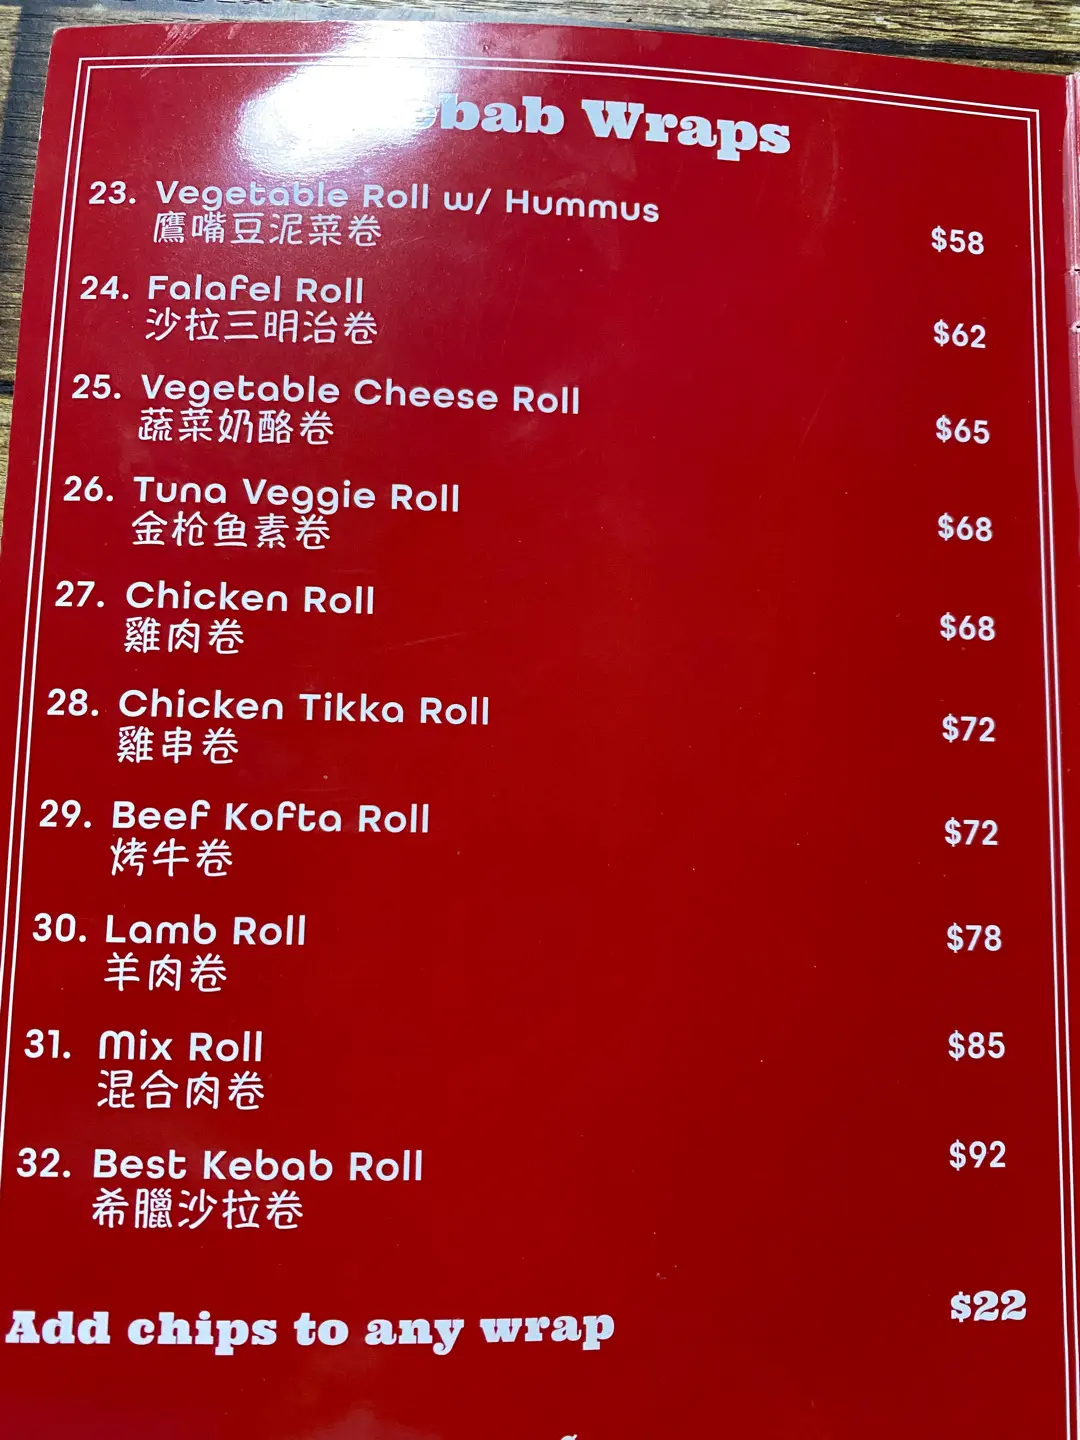 Kebab Wraps
23. Vegetable Roll w/ Hummus
鷹嘴豆泥菜卷
$58
24. Falafel Roll
沙拉三明治卷
$62
25. Vegetable Cheese Roll
蔬菜奶酪卷
$65
26. Tuna Veggie Roll
金枪鱼素卷
$68
27. Chicken Roll
雞肉卷
$68
28. Chicken Tikka Roll
雞串卷
$72
29. Beef Kofta Roll
烤牛卷
$72
30. Lamb Roll
羊肉卷
$78
31. Mix Roll
混合肉卷
$85
32. Best Kebab Roll
希臘沙拉卷
$92
Add chips to any wrap
$22